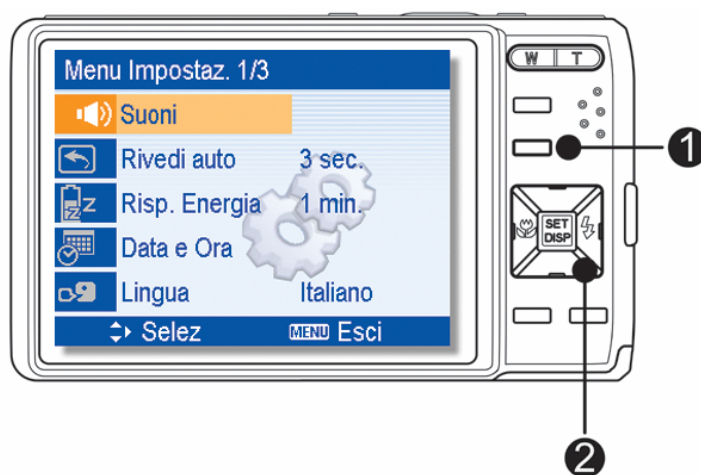 Menu Impostaz. 1/3
Suoni
Rivedi auto 3 sec.
Risp. Energia 1 min.
Data e Ora
Lingua Italiano
Selez MENU Esci
W T
1
SET
DISP
2